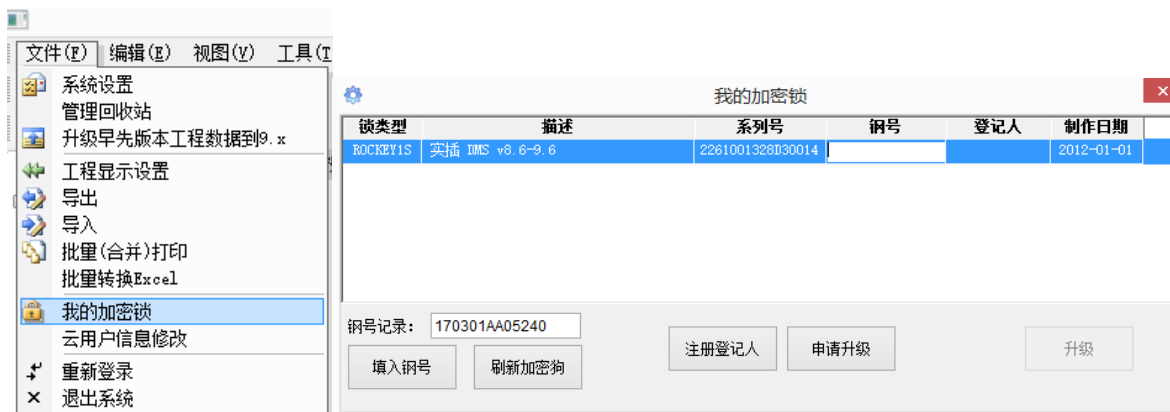 文件(F) 编辑(E) 视图(V) 工具(T
系统设置
管理回收站
升级早先版本工程数据到9.x
工程显示设置
导出
导入
批量(合并)打印
批量转换Excel
我的加密锁
云用户信息修改
重新登录
退出系统
我的加密锁
锁类型 描述 系列号 钢号 登记人 制作日期
ROCKEY1S 实插 DMS v8.6-9.6 2261001328D30014 2012-01-01
钢号记录: 170301AA05240
填入钢号 刷新加密狗 注册登记人 申请升级 升级